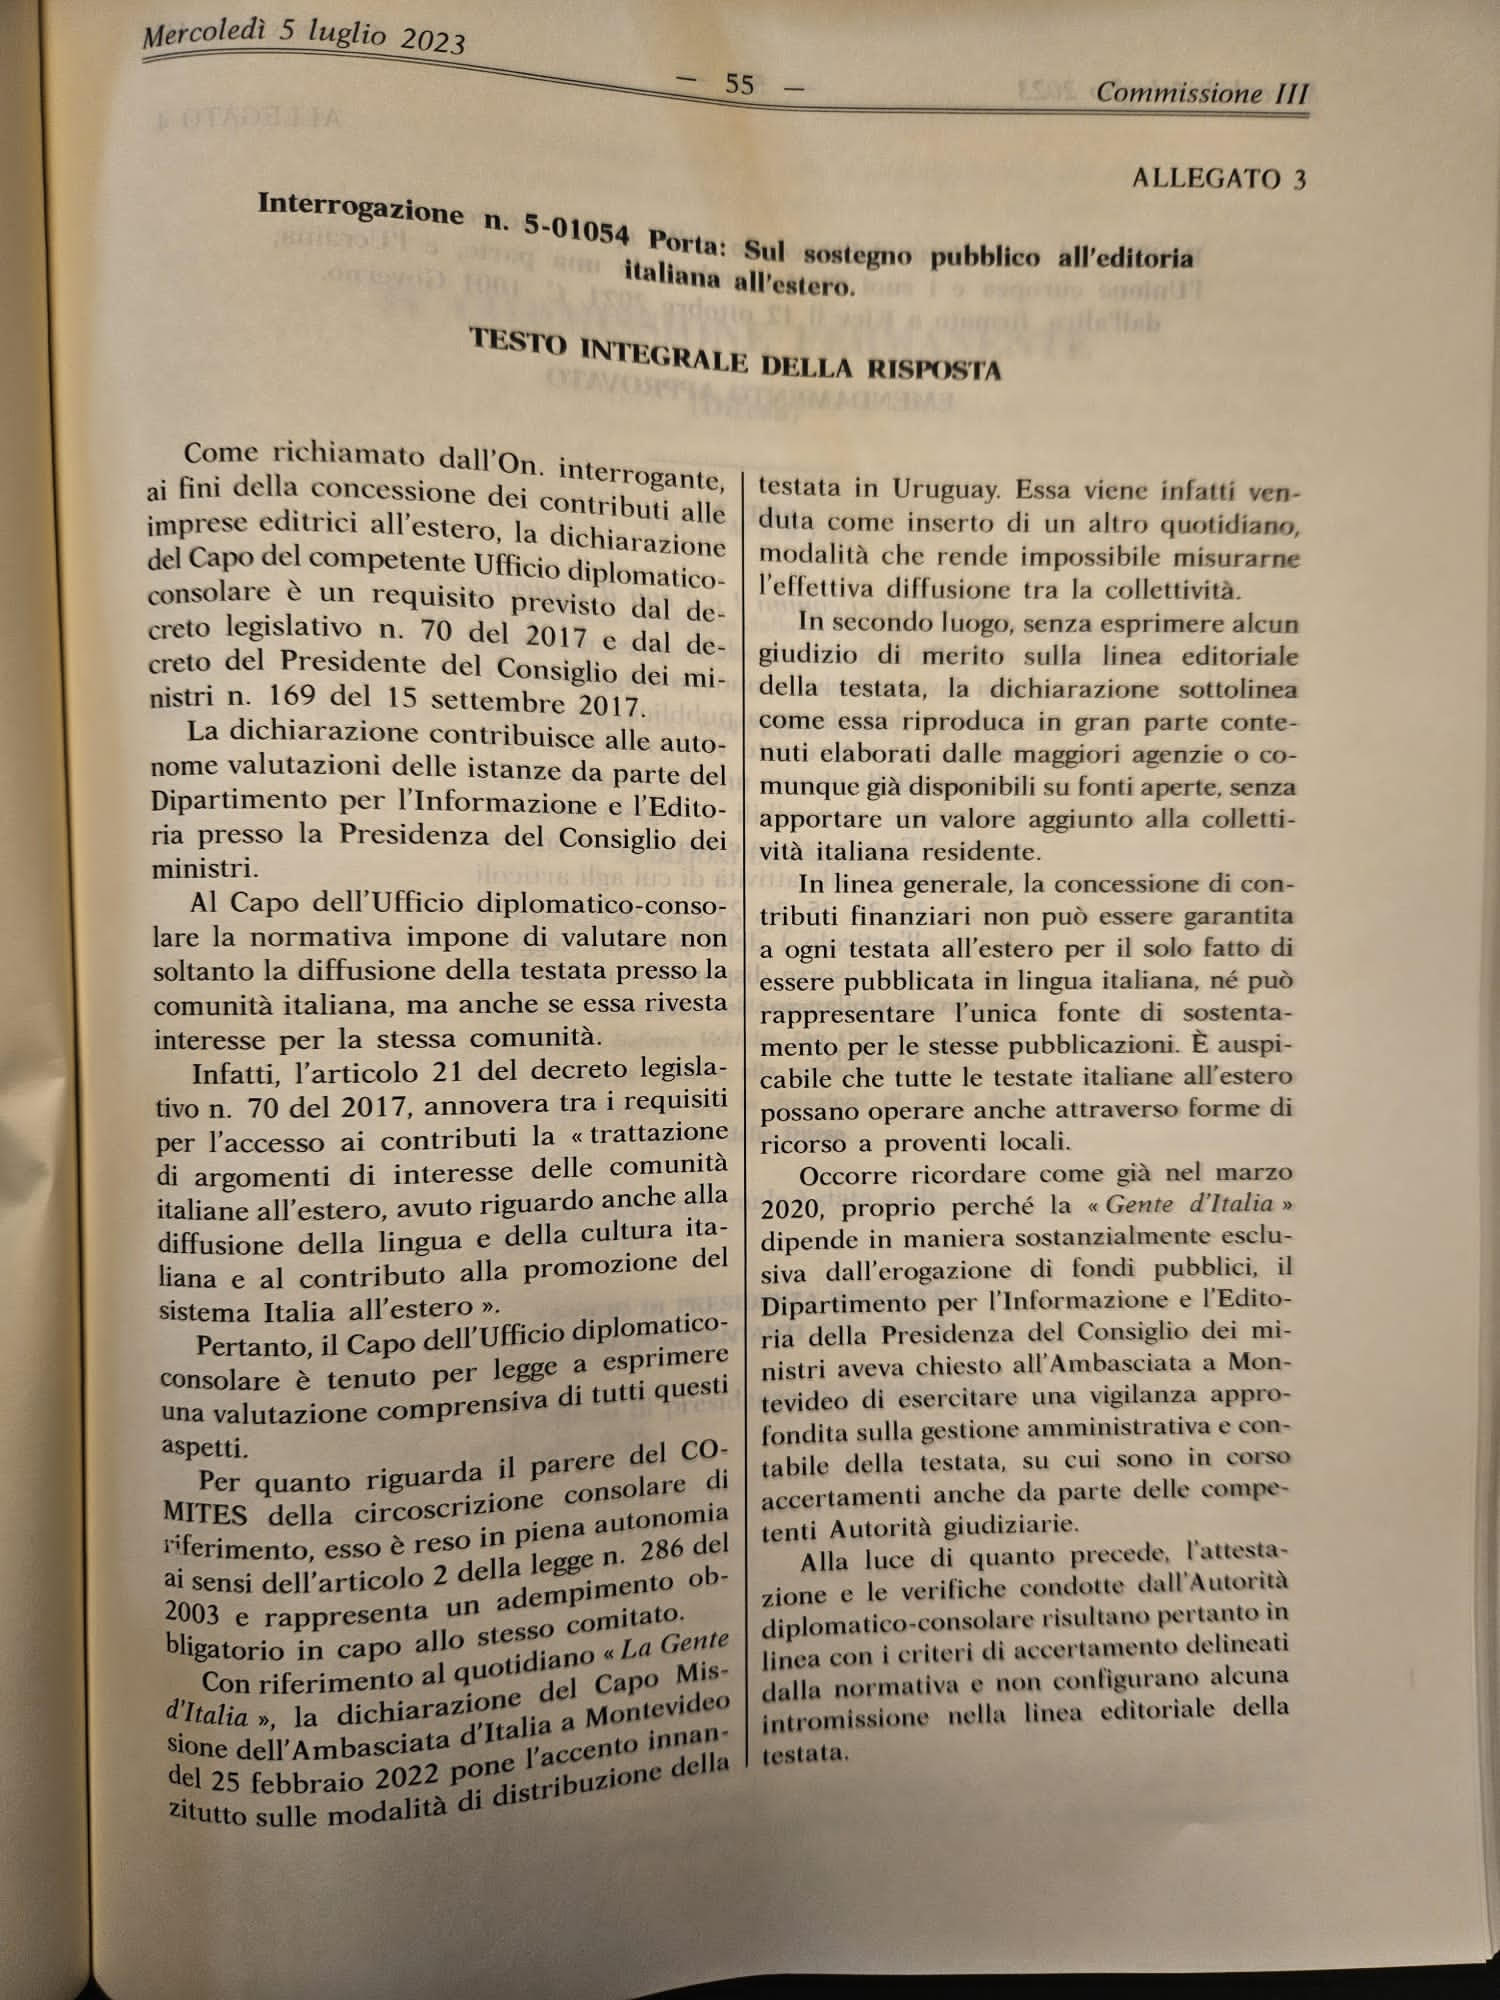 Mercoledì 5 luglio 2023
— 55 —
Commissione III
ALLEGATO 3
Interrogazione n. 5-01054 Porta: Sul sostegno pubblico all'editoria
italiana all'estero.
TESTO INTEGRALE DELLA RISPOSTA
Come richiamato dall'On. interrogante,
ai fini della concessione dei contributi alle
imprese editrici all'estero, la dichiarazione
del Capo del competente Ufficio diplomatico-
consolare è un requisito previsto dal de-
creto legislativo n. 70 del 2017 e dal de-
creto del Presidente del Consiglio dei mi-
nistri n. 169 del 15 settembre 2017.
La dichiarazione contribuisce alle auto-
nome valutazioni delle istanze da parte del
Dipartimento per l'Informazione e l'Edito-
ria presso la Presidenza del Consiglio dei
ministri.
Al Capo dell'Ufficio diplomatico-conso-
lare la normativa impone di valutare non
soltanto la diffusione della testata presso la
comunità italiana, ma anche se essa rivesta
interesse per la stessa comunità.
Infatti, l'articolo 21 del decreto legisla-
tivo n. 70 del 2017, annovera tra i requisiti
per l'accesso ai contributi la « trattazione
di argomenti di interesse delle comunità
italiane all'estero, avuto riguardo anche alla
diffusione della lingua e della cultura ita-
liana e al contributo alla promozione del
sistema Italia all'estero ».
Pertanto, il Capo dell'Ufficio diplomatico-
consolare è tenuto per legge a esprimere
una valutazione comprensiva di tutti questi
aspetti.
Per quanto riguarda il parere del CO-
MITES della circoscrizione consolare di
riferimento, esso è reso in piena autonomia
ai sensi dell'articolo 2 della legge n. 286 del
2003 e rappresenta un adempimento ob-
bligatorio in capo allo stesso comitato.
Con riferimento al quotidiano « La Gente
d'Italia », la dichiarazione del Capo Mis-
sione dell'Ambasciata d'Italia a Montevideo
del 25 febbraio 2022 pone l'accento innan-
zitutto sulle modalità di distribuzione della
testata in Uruguay. Essa viene infatti ven-
duta come inserto di un altro quotidiano,
modalità che rende impossibile misurarne
l'effettiva diffusione tra la collettività.
In secondo luogo, senza esprimere alcun
giudizio di merito sulla linea editoriale
della testata, la dichiarazione sottolinea
come essa riproduca in gran parte conte-
nuti elaborati dalle maggiori agenzie o co-
munque già disponibili su fonti aperte, senza
apportare un valore aggiunto alla colletti-
vità italiana residente.
In linea generale, la concessione di con-
tributi finanziari non può essere garantita
a ogni testata all'estero per il solo fatto di
essere pubblicata in lingua italiana, né può
rappresentare l'unica fonte di sostenta-
mento per le stesse pubblicazioni. È auspi-
cabile che tutte le testate italiane all'estero
possano operare anche attraverso forme di
ricorso a proventi locali.
Occorre ricordare come già nel marzo
2020, proprio perché la « Gente d'Italia »
dipende in maniera sostanzialmente esclu-
siva dall'erogazione di fondi pubblici, il
Dipartimento per l'Informazione e l'Edito-
ria della Presidenza del Consiglio dei mi-
nistri aveva chiesto all'Ambasciata a Mon-
tevideo di esercitare una vigilanza appro-
fondita sulla gestione amministrativa e con-
tabile della testata, su cui sono in corso
accertamenti anche da parte delle compe-
tenti Autorità giudiziarie.
Alla luce di quanto precede, l'attesta-
zione e le verifiche condotte dall'Autorità
diplomatico-consolare risultano pertanto in
linea con i criteri di accertamento delineati
dalla normativa e non configurano alcuna
intromissione nella linea editoriale della
testata.